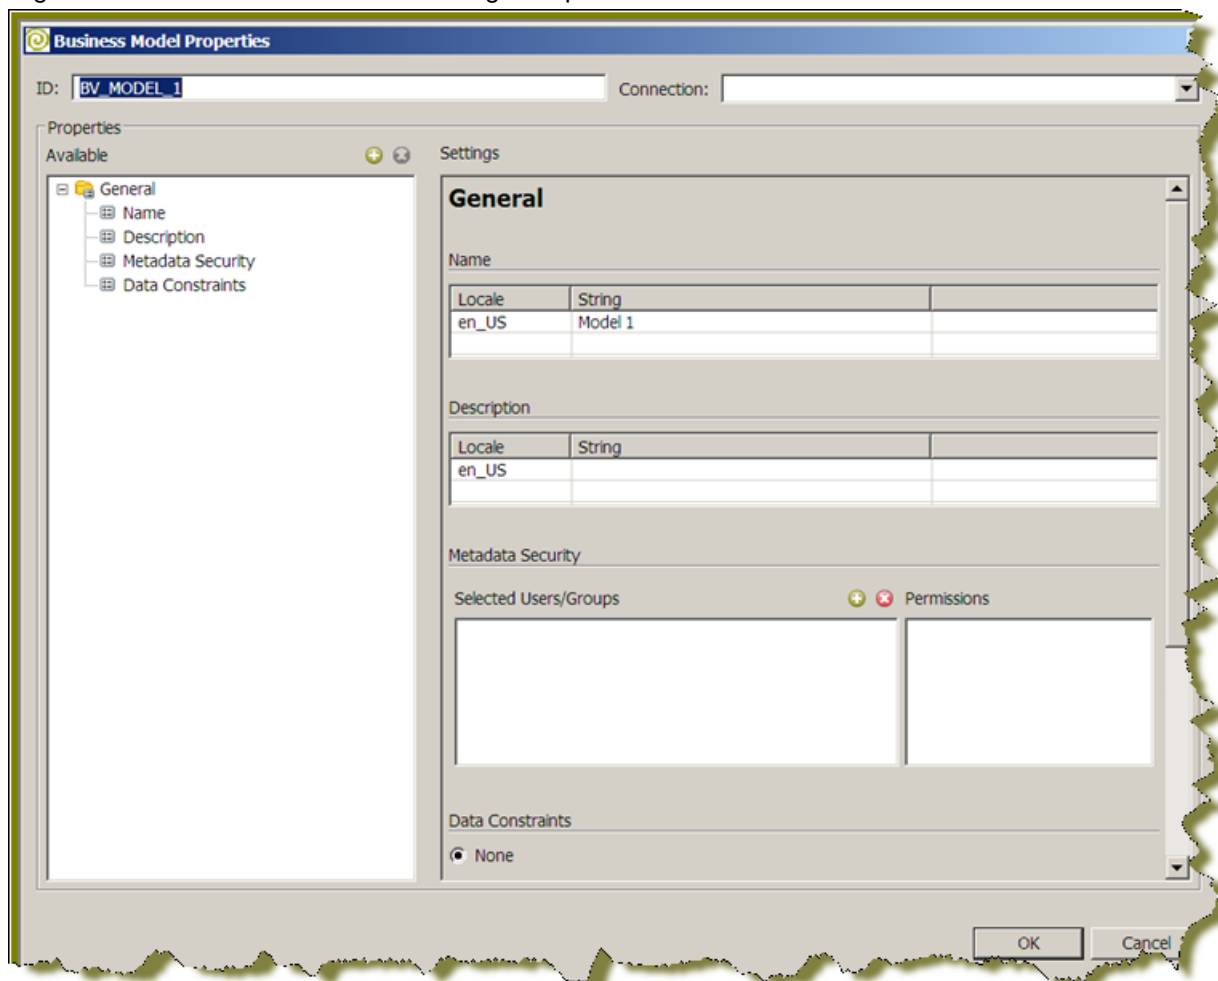 Business Model Properties
ID: BV_MODEL_1 Connection:
Properties
Available Settings
General
Name
Description
Metadata Security
Data Constraints
General
Name
Locale String
en_US Model 1
Description
Locale String
en_US
Metadata Security
Selected Users/Groups Permissions
Data Constraints
None
OK Cancel